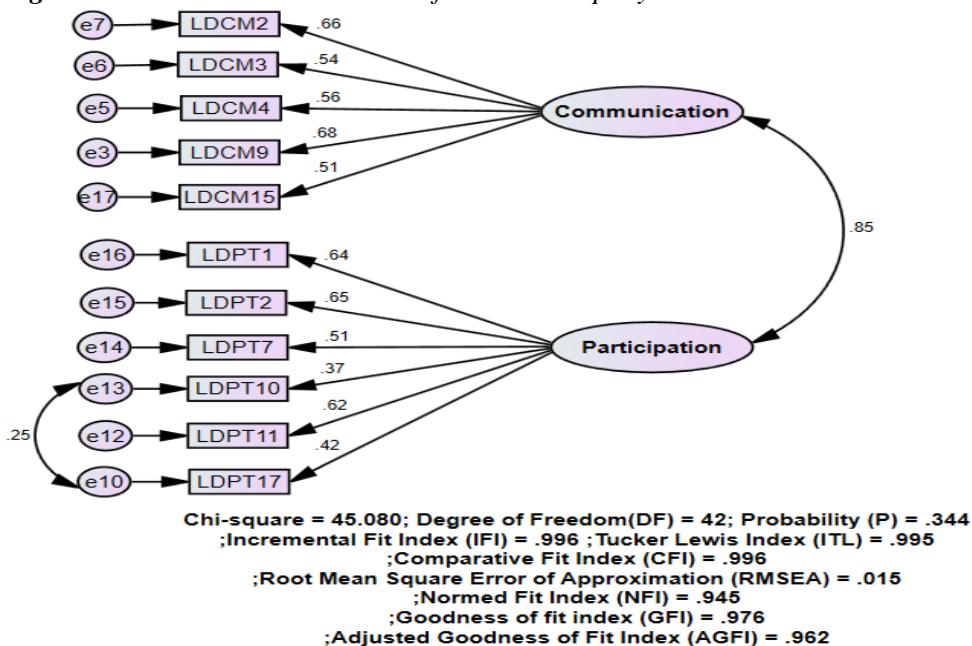 e7 LDCM2 .66
e6 LDCM3 .54
e5 LDCM4 .56
Communication
e3 LDCM9 .68
e17 LDCM15 .51
.85
e16 LDPT1 .64
e15 LDPT2 .65
e14 LDPT7 .51
Participation
e13 LDPT10 .37
e12 LDPT11 .62
.25
e10 LDPT17 .42
Chi-square = 45.080; Degree of Freedom(DF) = 42; Probability (P) = .344
;Incremental Fit Index (IFI) = .996 ;Tucker Lewis Index (ITL) = .995
;Comparative Fit Index (CFI) = .996
;Root Mean Square Error of Approximation (RMSEA) = .015
;Normed Fit Index (NFI) = .945
;Goodness of fit index (GFI) = .976
;Adjusted Goodness of Fit Index (AGFI) = .962